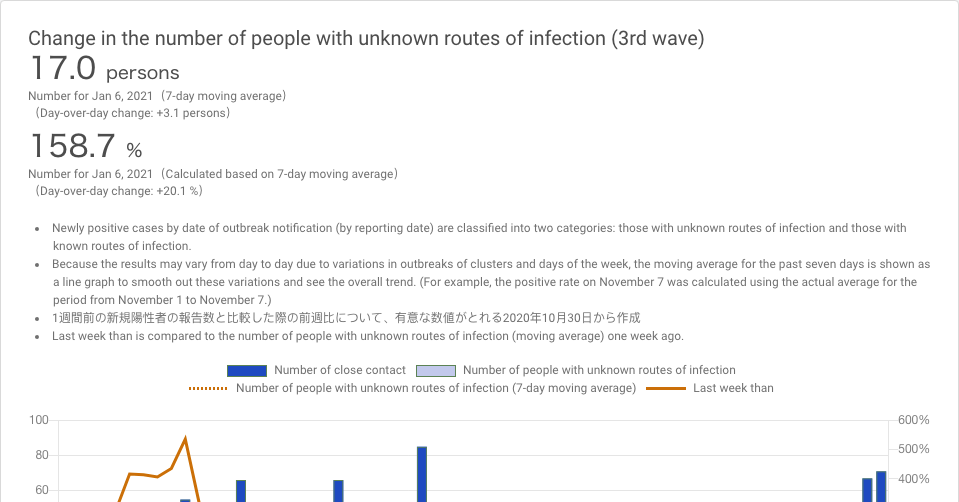 Change in the number of people with unknown routes of infection (3rd wave)
17.0 persons
Number for Jan 6, 2021（7-day moving average）
（Day-over-day change: +3.1 persons）
158.7 %
Number for Jan 6, 2021（Calculated based on 7-day moving average）
（Day-over-day change: +20.1 %）
• Newly positive cases by date of outbreak notification (by reporting date) are classified into two categories: those with unknown routes of infection and those with
known routes of infection.
• Because the results may vary from day to day due to variations in outbreaks of clusters and days of the week, the moving average for the past seven days is shown as
a line graph to smooth out these variations and see the overall trend. (For example, the positive rate on November 7 was calculated using the actual average for the
period from November 1 to November 7.)
• 1週間前の新規陽性者の報告数と比較した際の前週比について、有意な数値がとれる2020年10月30日から作成
• Last week than is compared to the number of people with unknown routes of infection (moving average) one week ago.
Number of close contact Number of people with unknown routes of infection
Number of people with unknown routes of infection (7-day moving average) Last week than
100 600%
500%
80
400%
60